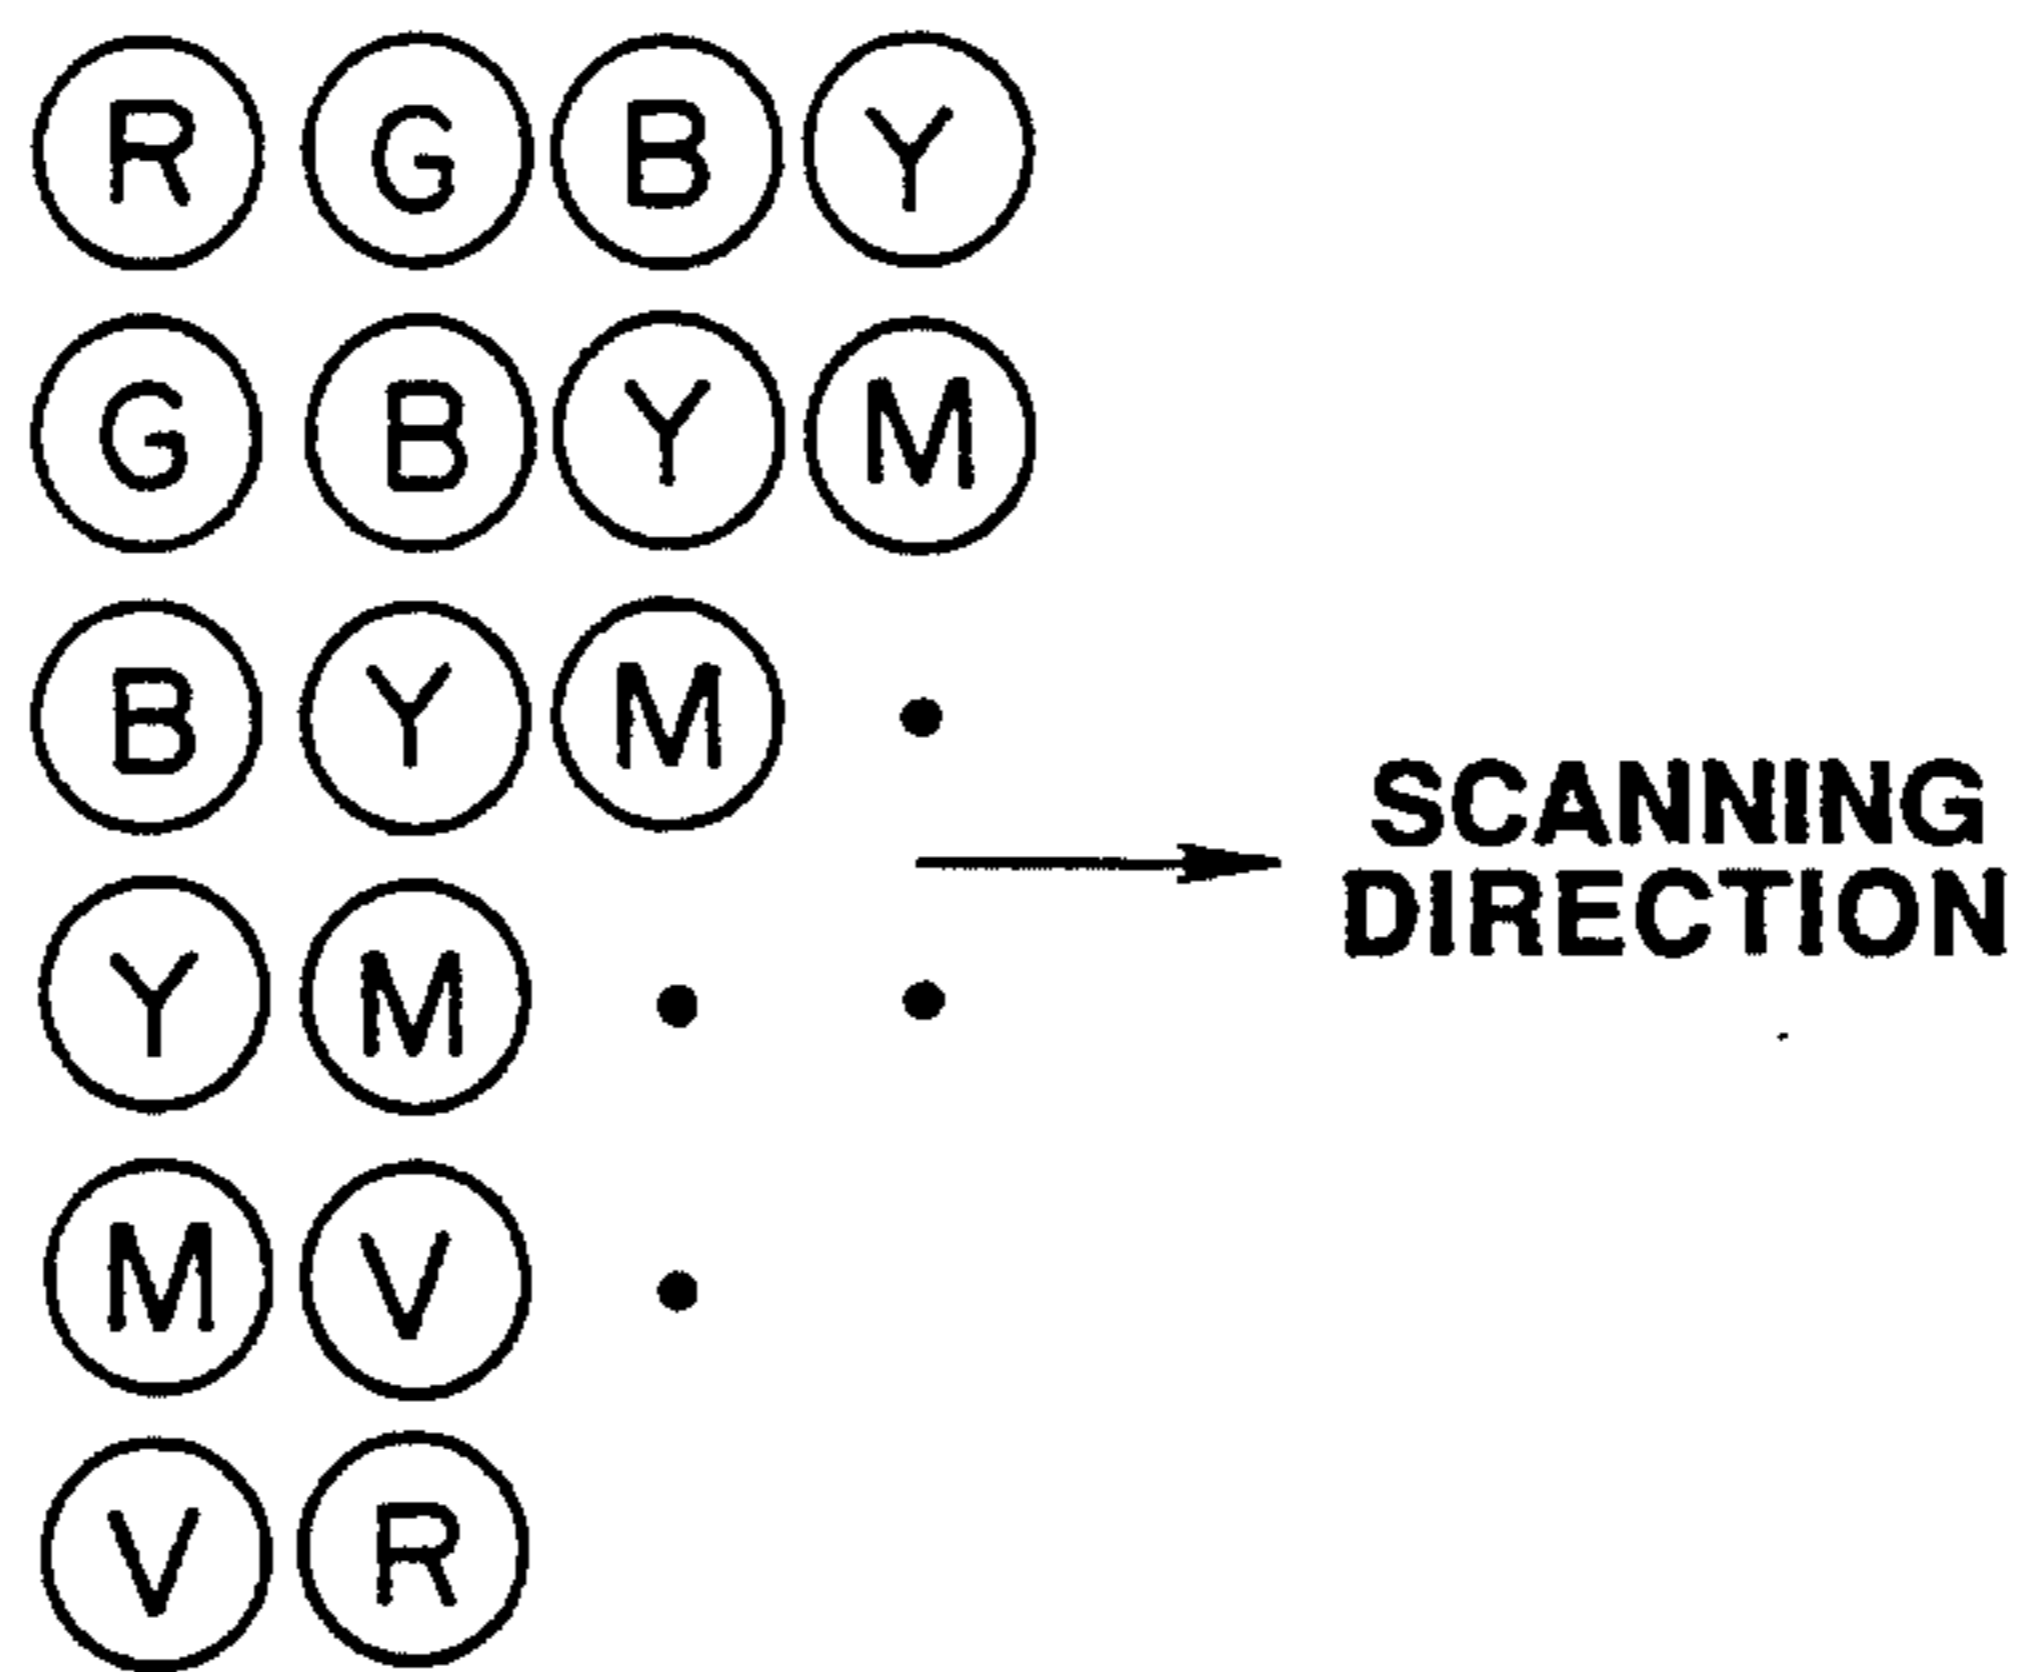 R G B Y
G B Y M
B Y M
Y M
M V
V R
SCANNING
DIRECTION